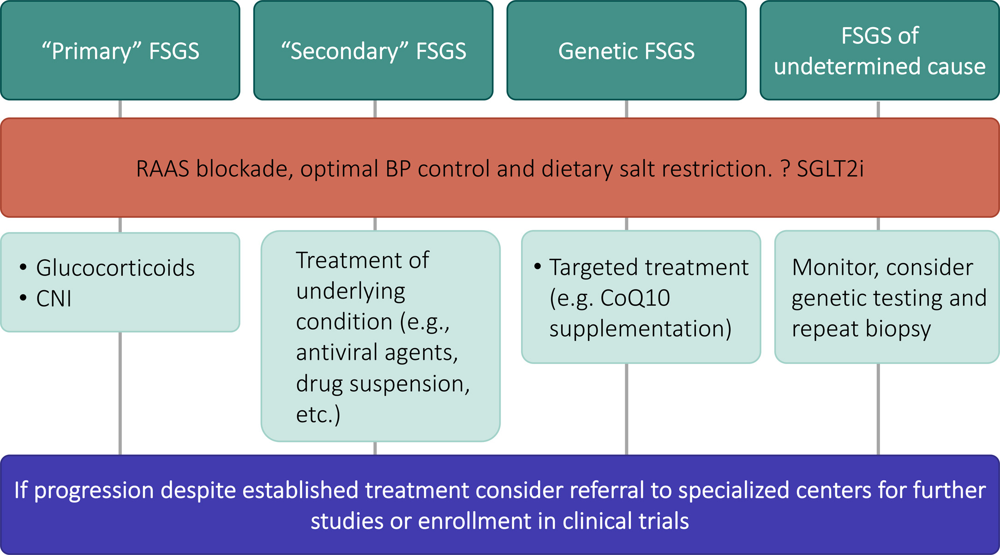 “Primary” FSGS
“Secondary” FSGS
Genetic FSGS
FSGS of
undetermined cause
RAAS blockade, optimal BP control and dietary salt restriction. ? SGLT2i
• Glucocorticoids
• CNI
Treatment of
underlying
condition (e.g.,
antiviral agents,
drug suspension,
etc.)
• Targeted treatment
(e.g. CoQ10
supplementation)
Monitor, consider
genetic testing and
repeat biopsy
If progression despite established treatment consider referral to specialized centers for further
studies or enrollment in clinical trials